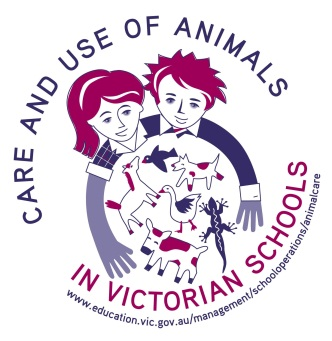 CARE AND USE OF ANIMALS
IN VICTORIAN SCHOOLS
www.education.vic.gov.au/management/schooloperations/animalcare